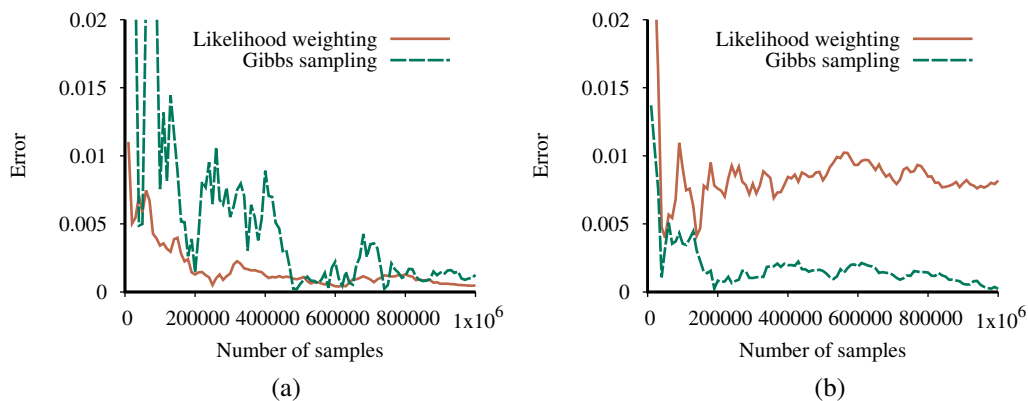 0.02
0.015
0.01
0.005
0
Error
Likelihood weighting
Gibbs sampling
0 200000 400000 600000 800000 1x10^6
Number of samples
(a)
0.02
0.015
0.01
0.005
0
Error
Likelihood weighting
Gibbs sampling
0 200000 400000 600000 800000 1x10^6
Number of samples
(b)